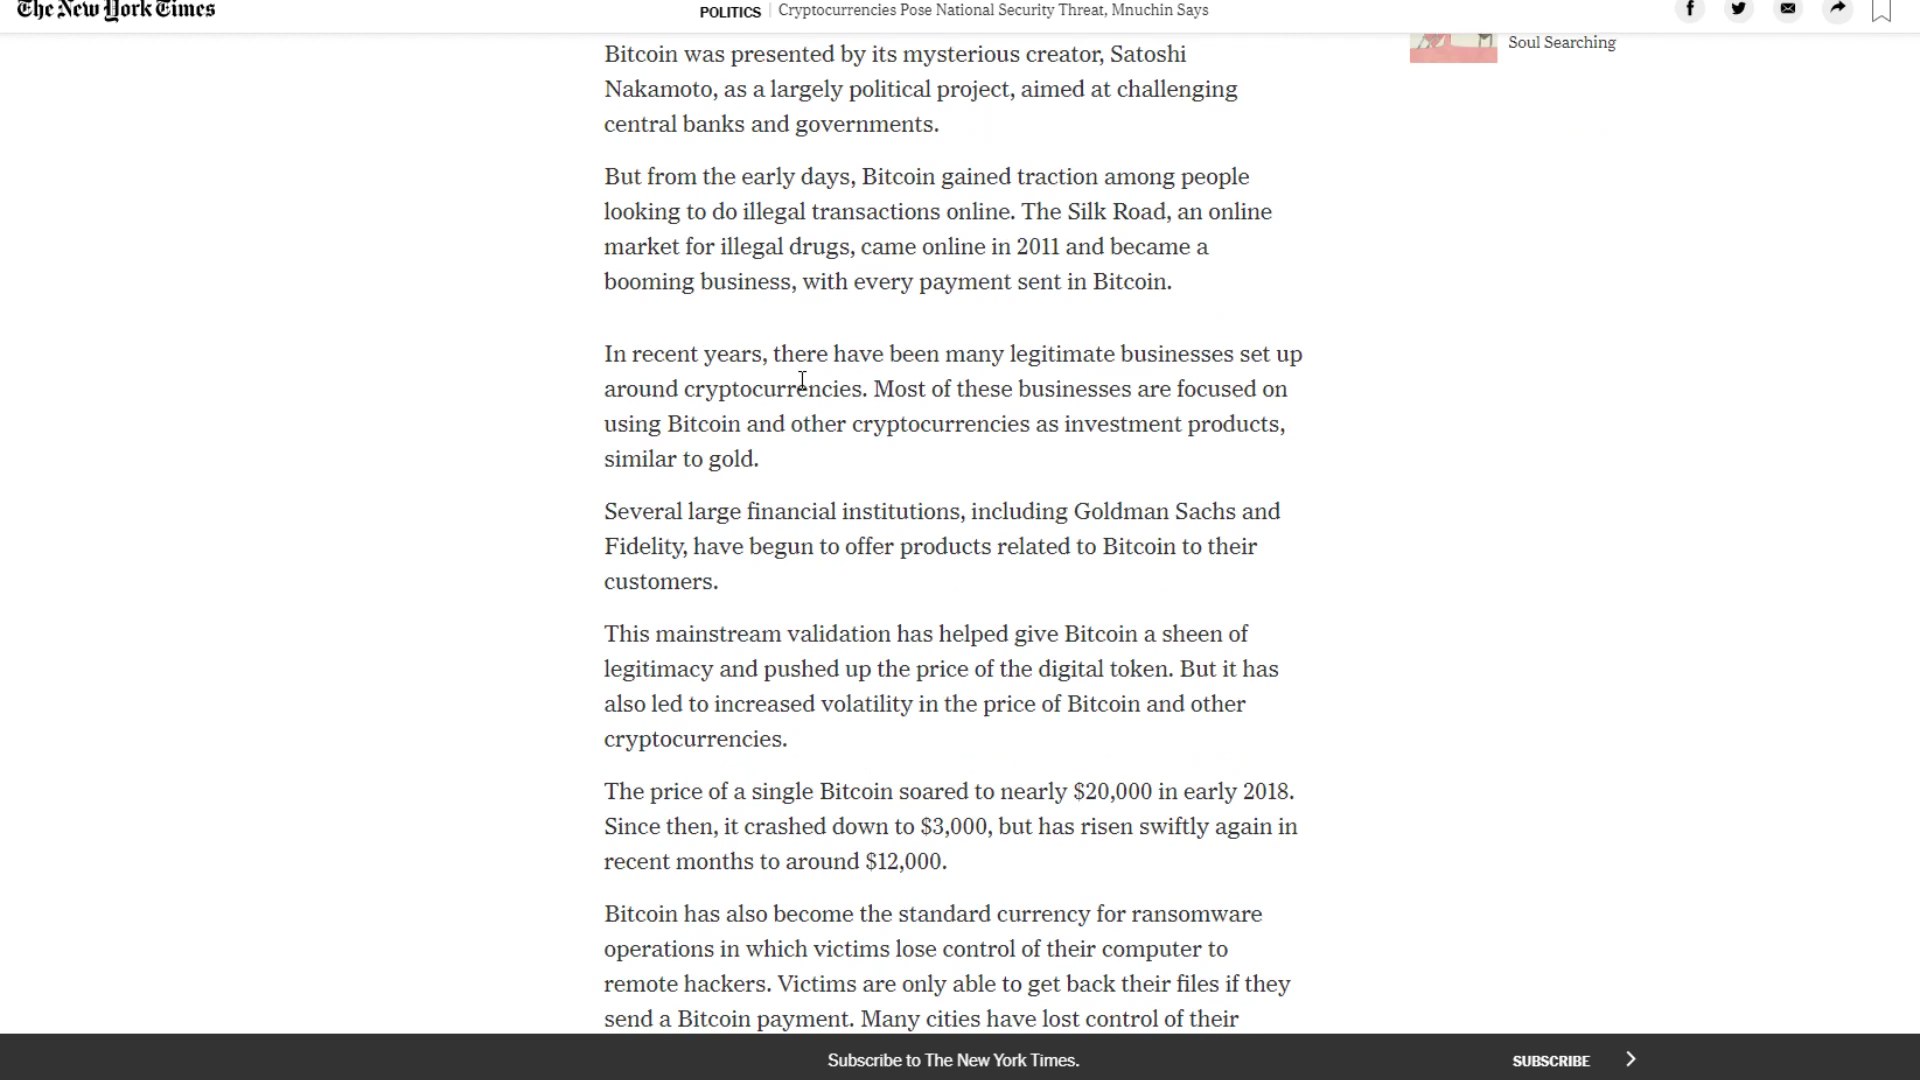 The New York Times
POLITICS | Cryptocurrencies Pose National Security Threat, Mnuchin Says
Soul Searching
Bitcoin was presented by its mysterious creator, Satoshi
Nakamoto, as a largely political project, aimed at challenging
central banks and governments.
But from the early days, Bitcoin gained traction among people
looking to do illegal transactions online. The Silk Road, an online
market for illegal drugs, came online in 2011 and became a
booming business, with every payment sent in Bitcoin.
In recent years, there have been many legitimate businesses set up
around cryptocurrencies. Most of these businesses are focused on
using Bitcoin and other cryptocurrencies as investment products,
similar to gold.
Several large financial institutions, including Goldman Sachs and
Fidelity, have begun to offer products related to Bitcoin to their
customers.
This mainstream validation has helped give Bitcoin a sheen of
legitimacy and pushed up the price of the digital token. But it has
also led to increased volatility in the price of Bitcoin and other
cryptocurrencies.
The price of a single Bitcoin soared to nearly $20,000 in early 2018.
Since then, it crashed down to $3,000, but has risen swiftly again in
recent months to around $12,000.
Bitcoin has also become the standard currency for ransomware
operations in which victims lose control of their computer to
remote hackers. Victims are only able to get back their files if they
send a Bitcoin payment. Many cities have lost control of their
Subscribe to The New York Times.
SUBSCRIBE